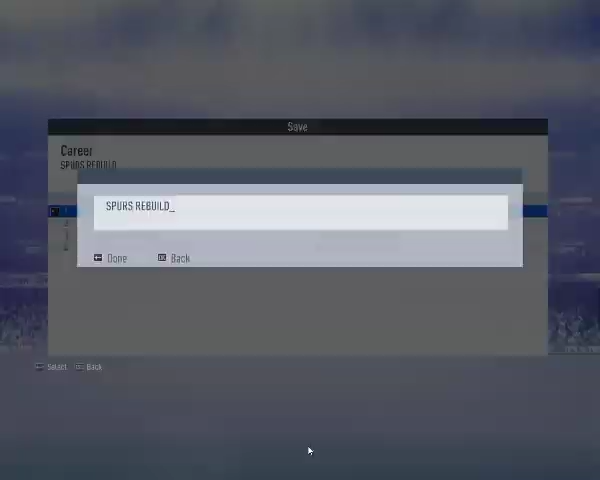 Save
Career
SPURS REBUILD
SPURS REBUILD_
Done Back
Select Back